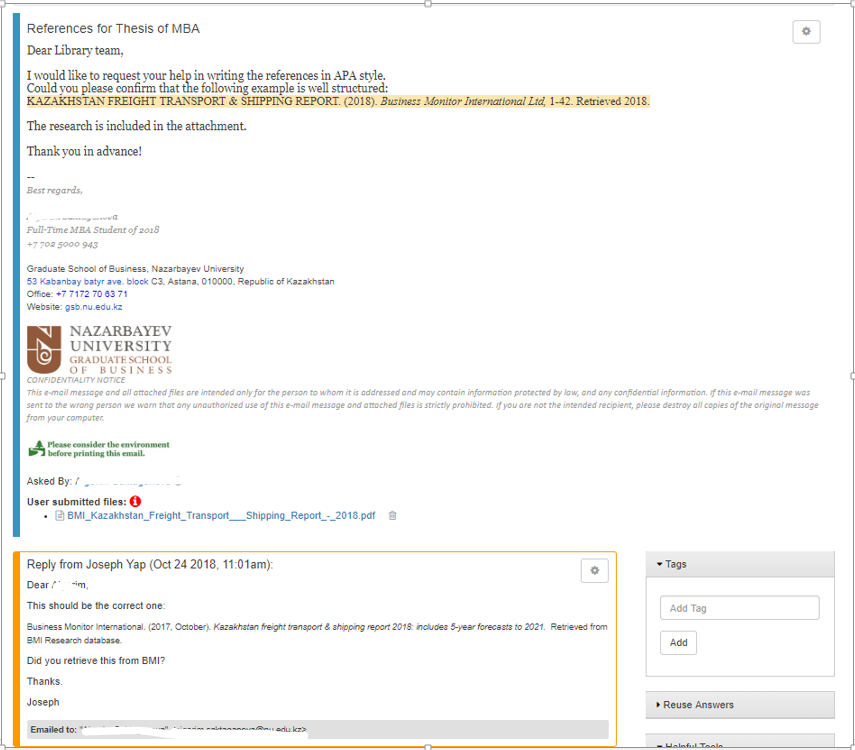 References for Thesis of MBA
Dear Library team,
I would like to request your help in writing the references in APA style.
Could you please confirm that the following example is well structured:
KAZAKHSTAN FREIGHT TRANSPORT & SHIPPING REPORT. (2018). Business Monitor International Ltd, 1-42. Retrieved 2018.
The research is included in the attachment.
Thank you in advance!
--
Best regards,
Full-Time MBA Student of 2018
+7 702 5000 943
Graduate School of Business, Nazarbayev University
53 Kabanbay batyr ave. block C3, Astana, 010000, Republic of Kazakhstan
Office: +7 7172 70 63 71
Website: gsb.nu.edu.kz
NAZARBAYEV
UNIVERSITY
GRADUATE SCHOOL
OF BUSINESS
CONFIDENTIALITY NOTICE
This e-mail message and all attached files are intended only for the person to whom it is addressed and may contain information protected by law, and any confidential information. If this e-mail message was
sent to the wrong person we warn that any unauthorized use of this e-mail message and attached files is strictly prohibited. If you are not the intended recipient, please destroy all copies of the original message
from your computer.
Please consider the environment
before printing this email.
Asked By:
User submitted files:
BMI_Kazakhstan_Freight_Transport___Shipping_Report_-_2018.pdf
Reply from Joseph Yap (Oct 24 2018, 11:01am):
Dear
This should be the correct one:
Business Monitor International. (2017, October). Kazakhstan freight transport & shipping report 2018: includes 5-year forecasts to 2021. Retrieved from
BMI Research database.
Did you retrieve this from BMI?
Thanks.
Joseph
Emailed to:
Tags
Add Tag
Add
Reuse Answers
Helpful Tools